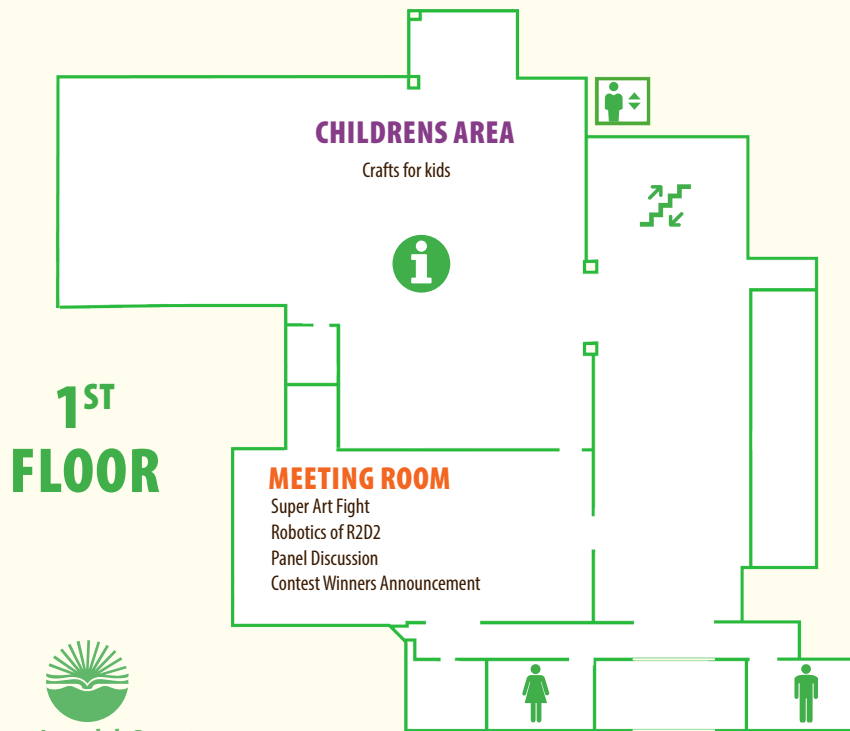 CHILDRENS AREA
Crafts for kids
1ST
FLOOR
MEETING ROOM
Super Art Fight
Robotics of R2D2
Panel Discussion
Contest Winners Announcement